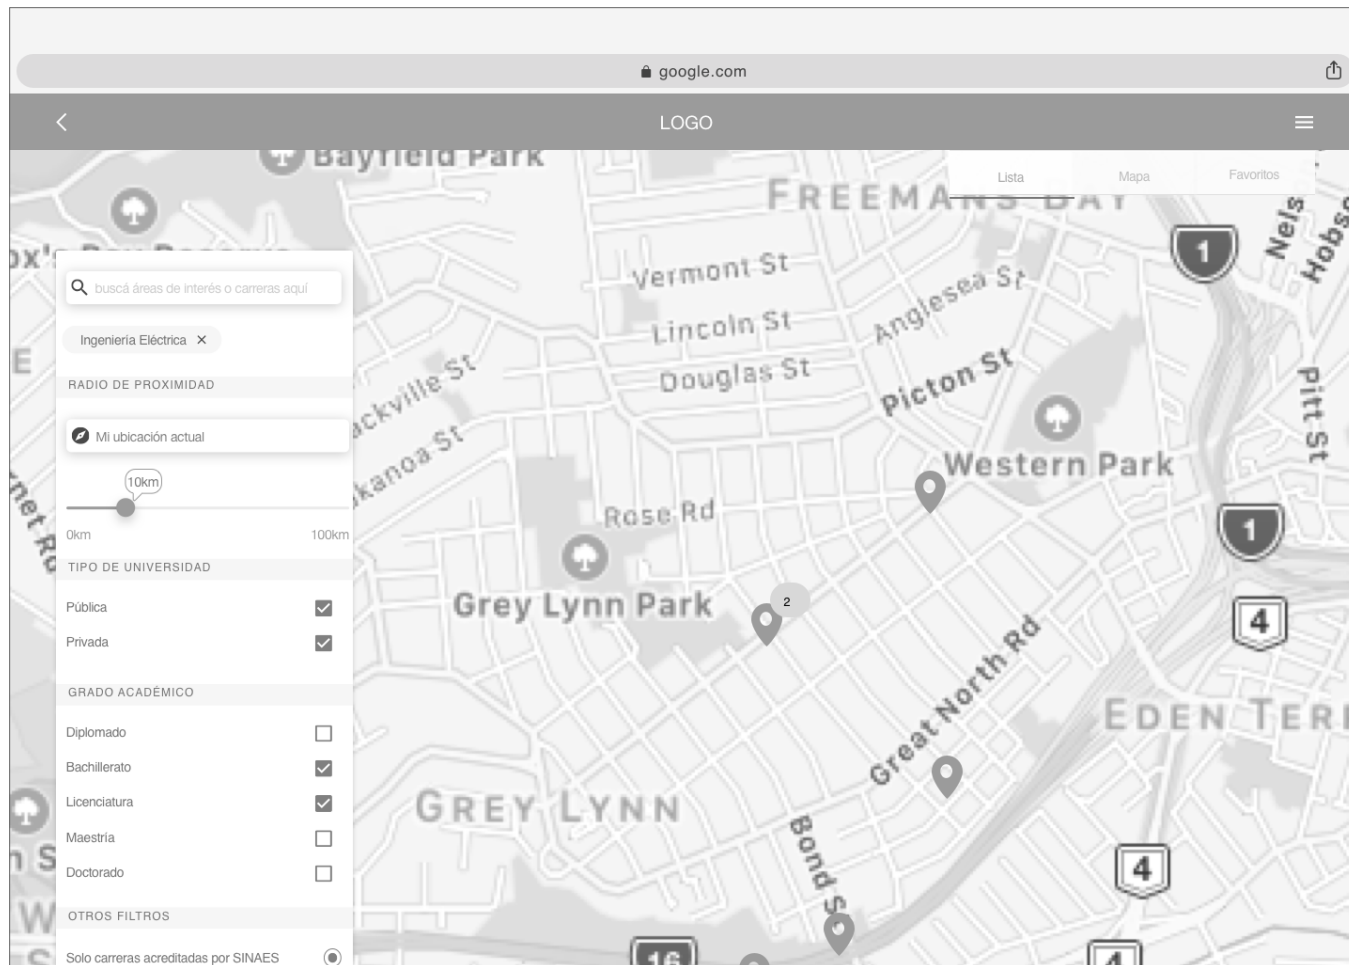 google.com
LOGO
Bayfield Park
Lista
Mapa
Favoritos
FREEMANS BAY
1
Vermont St
Anglesea St
buscá áreas de interés o carreras aquí
Lincoln St
Ingeniería Eléctrica
Douglas St
Picton St
Pitt St
RADIO DE PROXIMIDAD
Mi ubicación actual
Western Park
10km
Rose Rd
1
0km
100km
TIPO DE UNIVERSIDAD
Pública
Grey Lynn Park
2
4
Privada
Great North Rd
GRADO ACADÉMICO
EDEN TERR
Diplomado
Bachillerato
Licenciatura
GREY LYNN
Maestría
Bond S
4
Doctorado
OTROS FILTROS
Solo carreras acreditadas por SINAES
16
4